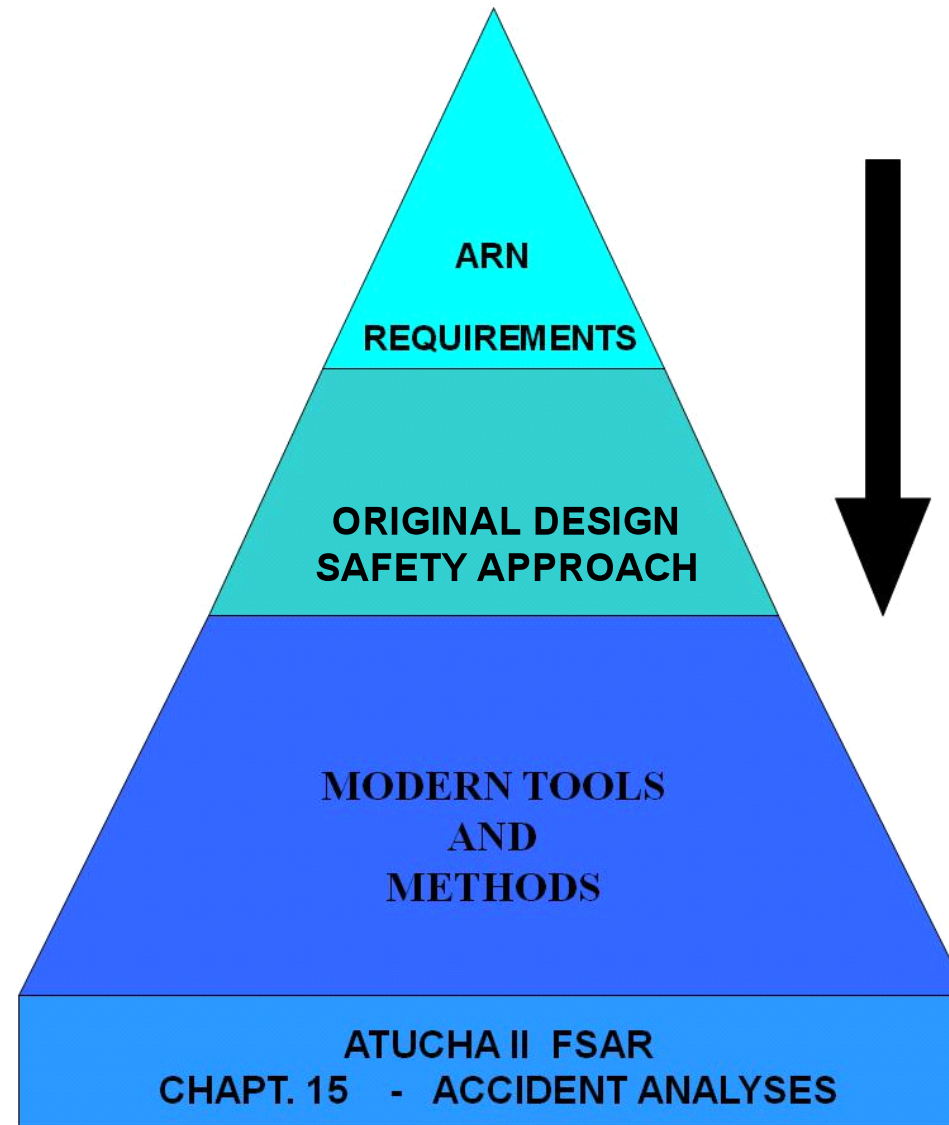 ARN
REQUIREMENTS
ORIGINAL DESIGN
SAFETY APPROACH
MODERN TOOLS
AND
METHODS
ATUCHA II FSAR
CHAPT. 15 - ACCIDENT ANALYSES